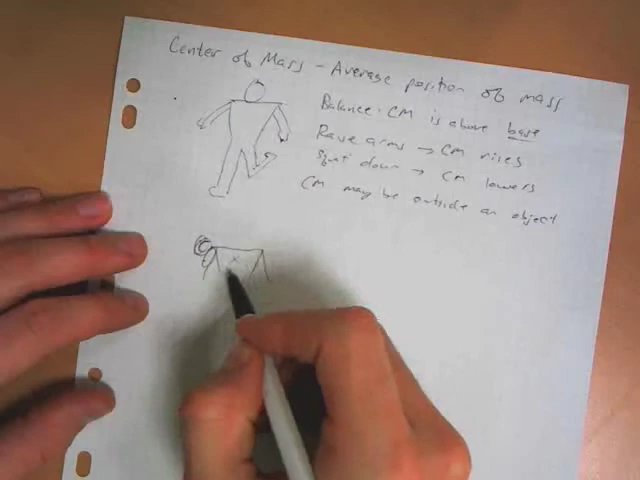 Center of Mass - Average position of mass
Balance: CM is above base
Raise arms → CM rises
Squat down → CM lowers
CM may be outside an object